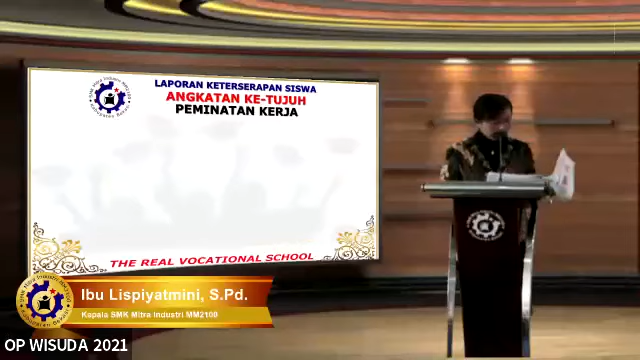 LAPORAN KETERSERAPAN SISWA
ANGKATAN KE-TUJUH
PEMINATAN KERJA
THE REAL VOCATIONAL SCHOOL
Ibu Lispiyatmini, S.Pd.
Kepala SMK Mitra Industri MM2100
OP WISUDA 2021